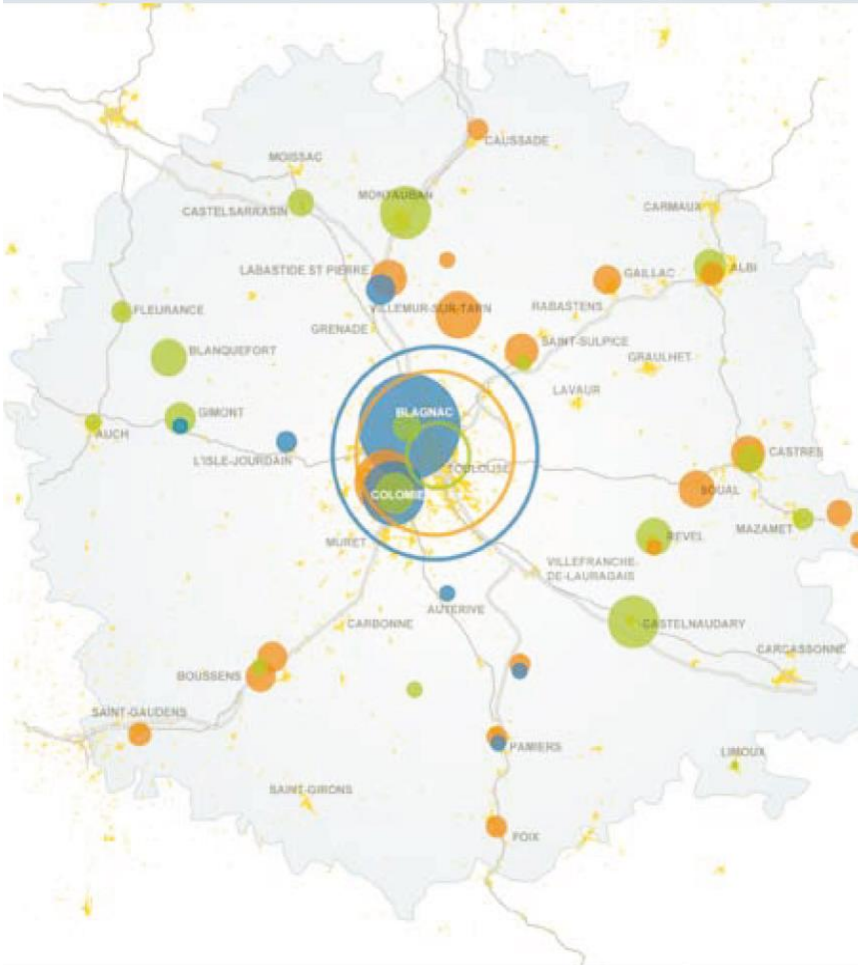 CAUSSADE
MOISSAC
MONTAUBAN
CASTELSARRASIN
CARMAUX
LABASTIDE ST PIERRE
GAILLAC
ALBI
FLEURANCE
VILLEMUR-SUR-TARN
RABASTENS
GRENADE
BLANQUEFORT
SAINT-SULPICE
GRAULHET
LAVAUR
GIMONT
BLAGNAC
AUCH
L'ISLE-JOURDAIN
TOULOUSE
CASTRES
COLOMIERS
SOUAL
MAZAMET
MURET
REVEL
VILLEFRANCHE-
DE-LAURAGAIS
AUTERIVE
CARBONNE
CASTELNAUDARY
CARCASSONNE
BOUSSENS
SAINT-GAUDENS
PAMIERS
LIMOUX
SAINT-GIRONS
FOIX